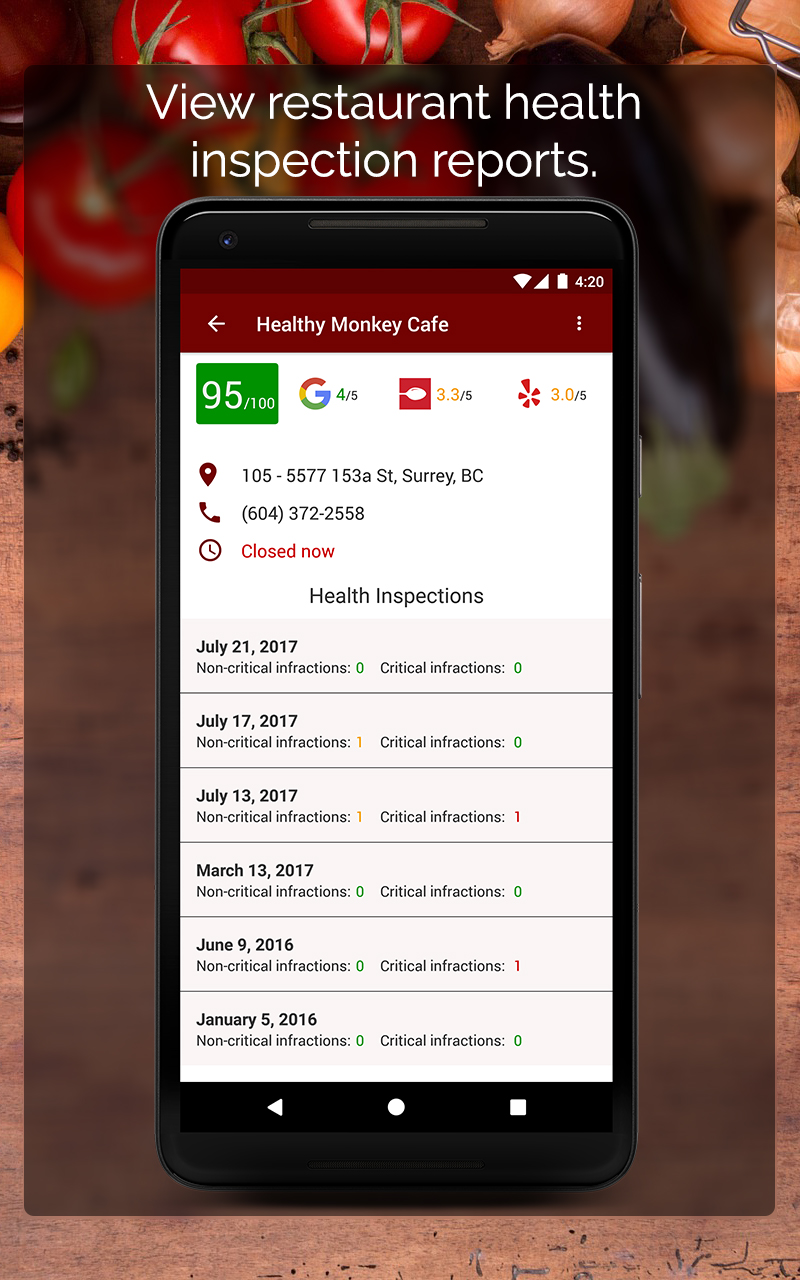 View restaurant health
inspection reports.
4:20
Healthy Monkey Cafe
95/100 4/5 3.3/5 3.0/5
105 - 5577 153a St, Surrey, BC
(604) 372-2558
Closed now
Health Inspections
July 21, 2017
Non-critical infractions: 0 Critical infractions: 0
July 17, 2017
Non-critical infractions: 1 Critical infractions: 0
July 13, 2017
Non-critical infractions: 1 Critical infractions: 1
March 13, 2017
Non-critical infractions: 0 Critical infractions: 0
June 9, 2016
Non-critical infractions: 0 Critical infractions: 1
January 5, 2016
Non-critical infractions: 0 Critical infractions: 0